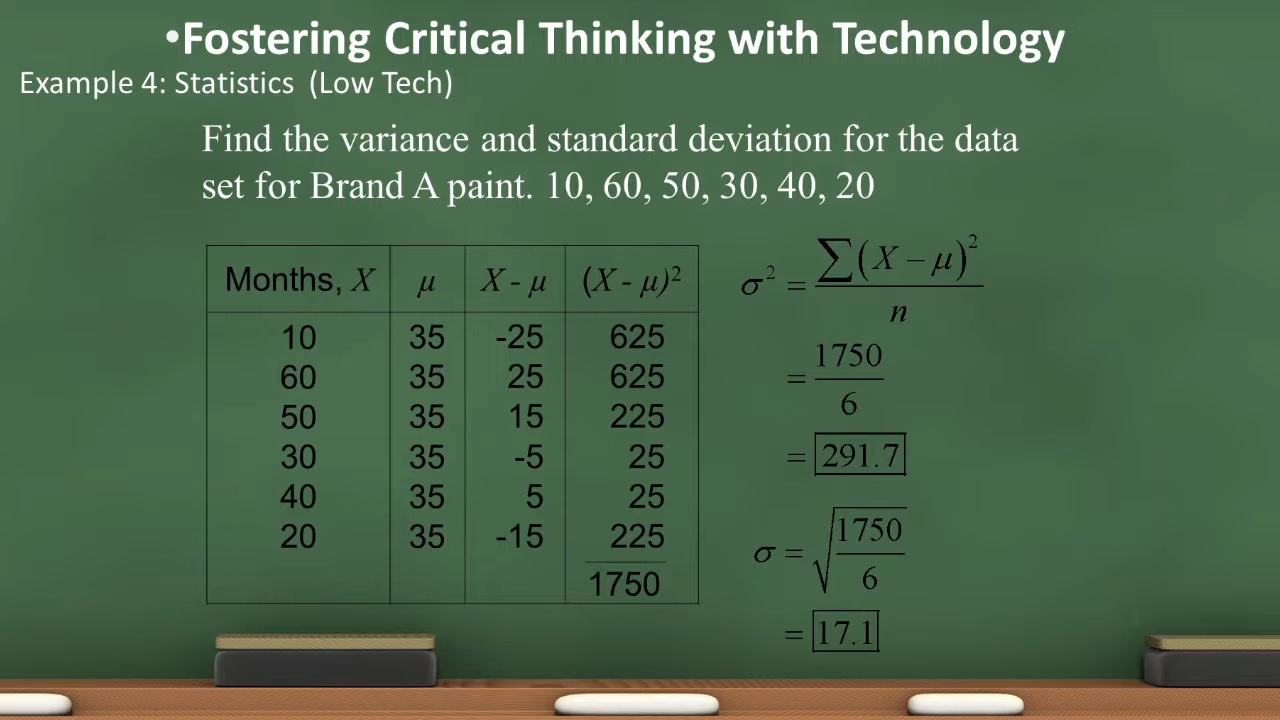 •Fostering Critical Thinking with Technology
Example 4: Statistics (Low Tech)
Find the variance and standard deviation for the data
set for Brand A paint. 10, 60, 50, 30, 40, 20
Months, X μ X - μ (X - μ)²
10 35 -25 625
60 35 25 625
50 35 15 225
30 35 -5 25
40 35 5 25
20 35 -15 225
1750
σ² = ∑(X – μ)² / n
= 1750 / 6
= 291.7
σ = √(1750 / 6)
= 17.1